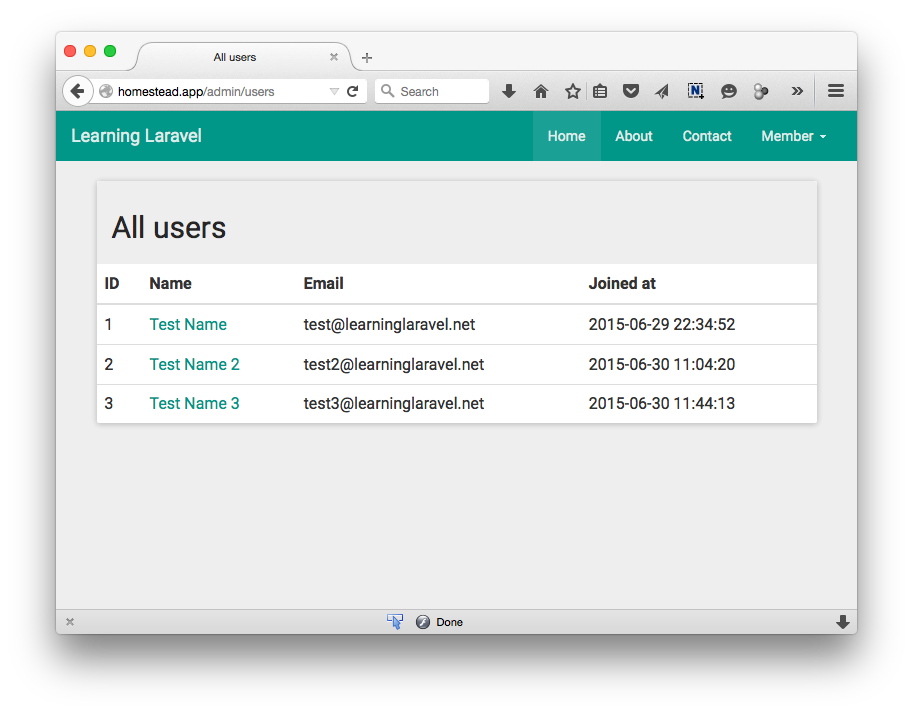 All users
homestead.app/admin/users
Search
Learning Laravel
Home About Contact Member
All users
ID Name Email Joined at
1 Test Name test@learninglaravel.net 2015-06-29 22:34:52
2 Test Name 2 test2@learninglaravel.net 2015-06-30 11:04:20
3 Test Name 3 test3@learninglaravel.net 2015-06-30 11:44:13
Done